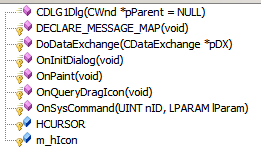 CDLG1Dlg(CWnd *pParent = NULL)
DECLARE_MESSAGE_MAP(void)
DoDataExchange(CDataExchange *pDX)
OnInitDialog(void)
OnPaint(void)
OnQueryDragIcon(void)
OnSysCommand(UINT nID, LPARAM lParam)
HCURSOR
m_hIcon